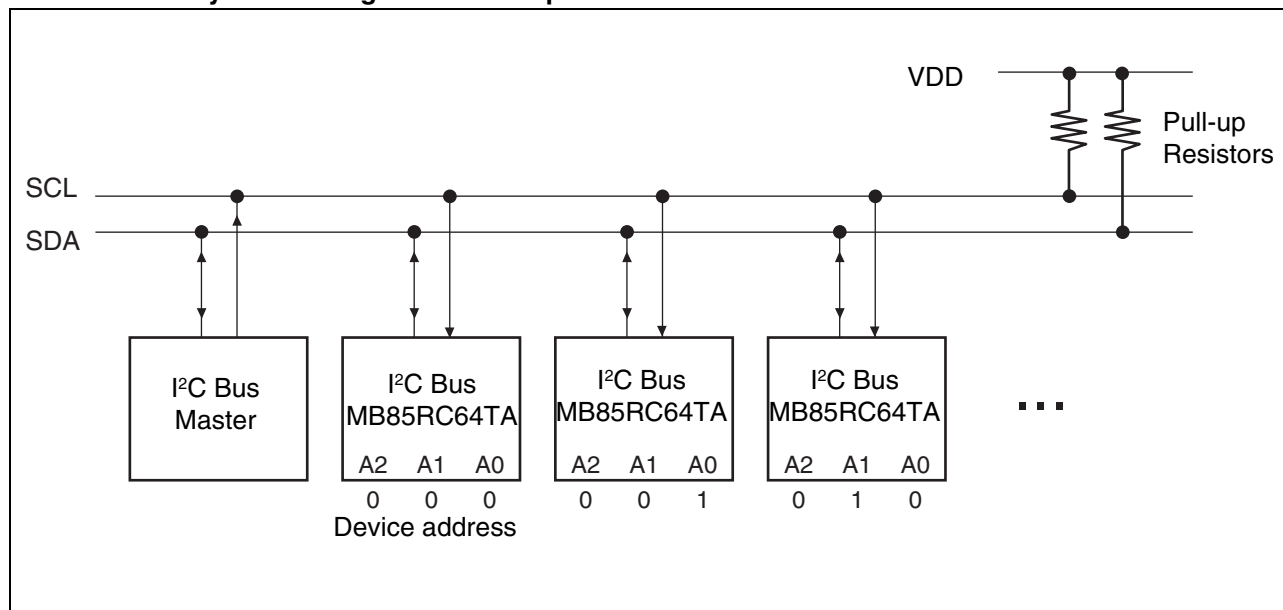 VDD
Pull-up
Resistors
SCL
SDA
I²C Bus
Master
I²C Bus
MB85RC64TA
A2 A1 A0
0 0 0
Device address
I²C Bus
MB85RC64TA
A2 A1 A0
0 0 1
I²C Bus
MB85RC64TA
A2 A1 A0
0 1 0
...